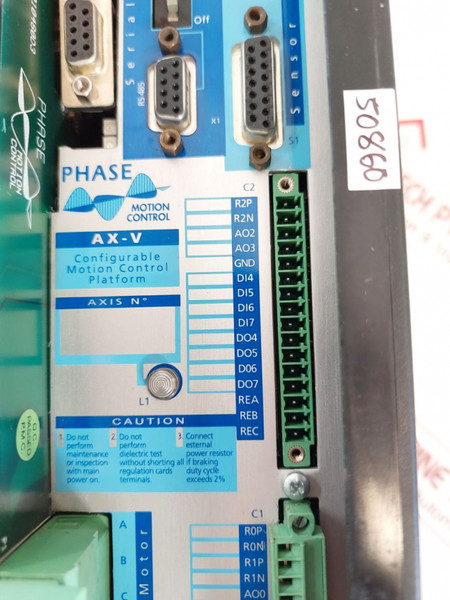 Serial
Off
RS 485
X1
Sensor
S1
09860
PHASE
MOTION
CONTROL
PHASE
MOTION
CONTROL
AX-V
Configurable
Motion Control
Platform
AXIS N°
L1
C2
R2P
R2N
AO2
AO3
GND
DI4
DI5
DI6
DI7
DO4
DO5
DO6
DO7
REA
REB
REC
CAUTION
1. Do not
perform
maintenance
or inspection
with main
power on.
2. Do not
perform
dielectric test
without shorting all
regulation cards
terminals.
3. Connect
external
power resistor
if braking
duty cycle
exceeds 2%
PASSED
A
B
C
Motor
C1
R0P
R0N
R1P
R1N
AO0